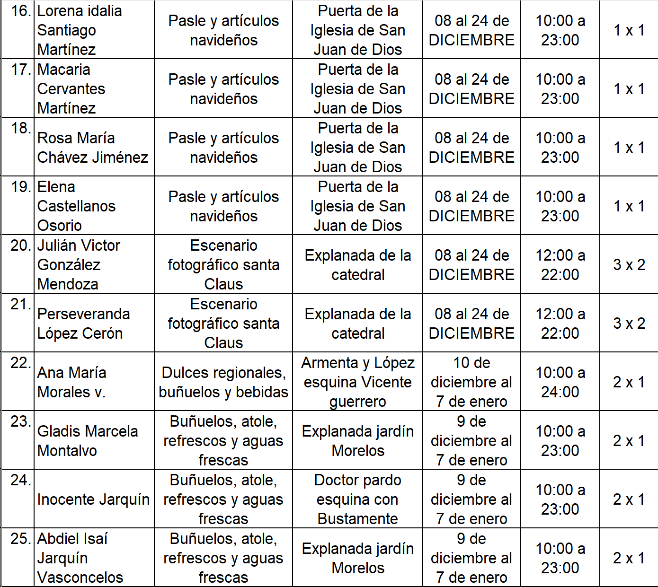 16. Lorena idalia Santiago Martínez | Pasle y artículos navideños | Puerta de la Iglesia de San Juan de Dios | 08 al 24 de DICIEMBRE | 10:00 a 23:00 | 1 x 1
17. Macaria Cervantes Martínez | Pasle y artículos navideños | Puerta de la Iglesia de San Juan de Dios | 08 al 24 de DICIEMBRE | 10:00 a 23:00 | 1 x 1
18. Rosa María Chávez Jiménez | Pasle y artículos navideños | Puerta de la Iglesia de San Juan de Dios | 08 al 24 de DICIEMBRE | 10:00 a 23:00 | 1 x 1
19. Elena Castellanos Osorio | Pasle y artículos navideños | Puerta de la Iglesia de San Juan de Dios | 08 al 24 de DICIEMBRE | 10:00 a 23:00 | 1 x 1
20. Julián Victor González Mendoza | Escenario fotográfico santa Claus | Explanada de la catedral | 08 al 24 de DICIEMBRE | 12:00 a 22:00 | 3 x 2
21. Perseveranda López Cerón | Escenario fotográfico santa Claus | Explanada de la catedral | 08 al 24 de DICIEMBRE | 12:00 a 22:00 | 3 x 2
22. Ana María Morales v. | Dulces regionales, buñuelos y bebidas | Armenta y López esquina Vicente guerrero | 10 de diciembre al 7 de enero | 10:00 a 24:00 | 2 x 1
23. Gladis Marcela Montalvo | Buñuelos, atole, refrescos y aguas frescas | Explanada jardín Morelos | 9 de diciembre al 7 de enero | 10:00 a 23:00 | 2 x 1
24. Inocente Jarquín | Buñuelos, atole, refrescos y aguas frescas | Doctor pardo esquina con Bustamente | 9 de diciembre al 7 de enero | 10:00 a 23:00 | 2 x 1
25. Abdiel Isaí Jarquín Vasconcelos | Buñuelos, atole, refrescos y aguas frescas | Explanada jardín Morelos | 9 de diciembre al 7 de enero | 10:00 a 23:00 | 2 x 1